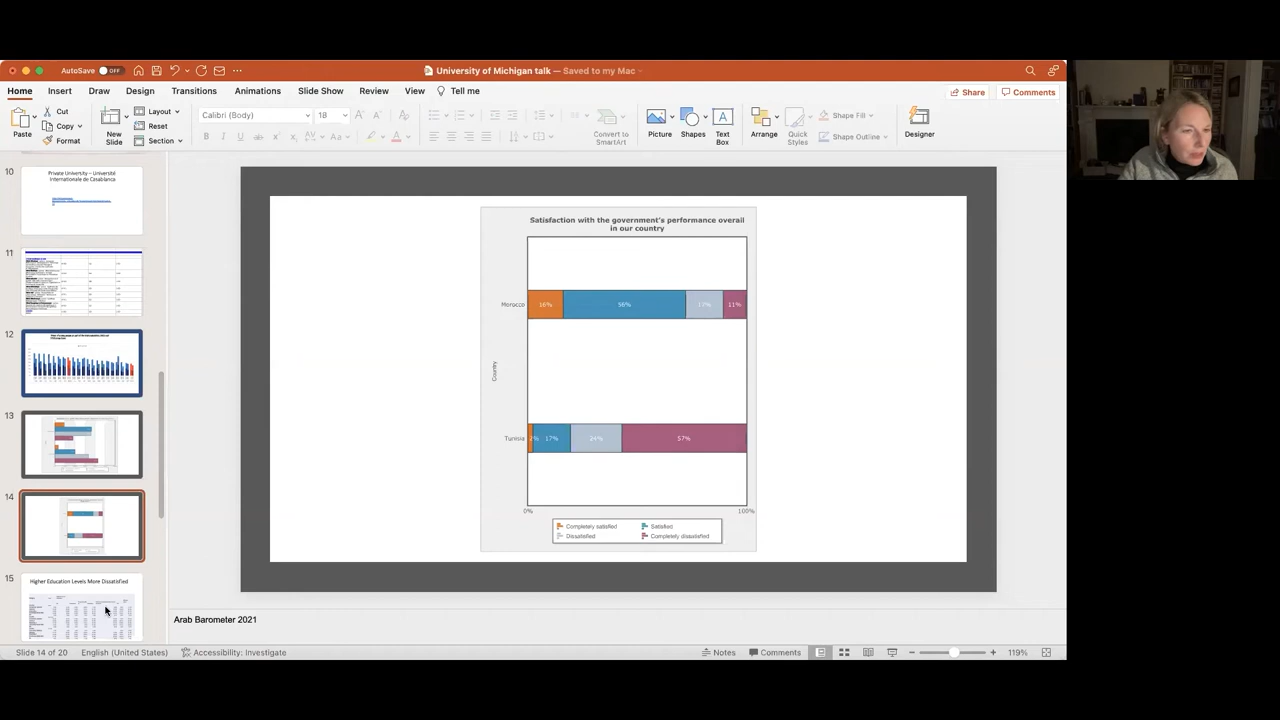 AutoSave OFF
University of Michigan talk — Saved to my Mac
Home Insert Draw Design Transitions Animations Slide Show Review View Tell me
Share Comments
Paste
Cut
Copy
Format
New Slide
Layout
Reset
Section
Calibri (Body) 18
Convert to SmartArt
Picture
Shapes
Text Box
Arrange
Quick Styles
Shape Fill
Shape Outline
Designer
10
Private University – Université
Internationale de Casablanca
11
12
13
14
15
Higher Education Levels More Dissatisfied
Satisfaction with the government's performance overall
in our country
Morocco 16% 56% 17% 11%
Country
Tunisia 2% 17% 24% 57%
0% 100%
Completely satisfied Satisfied
Dissatisfied Completely dissatisfied
Arab Barometer 2021
Slide 14 of 20 English (United States) Accessibility: Investigate Notes Comments 119%